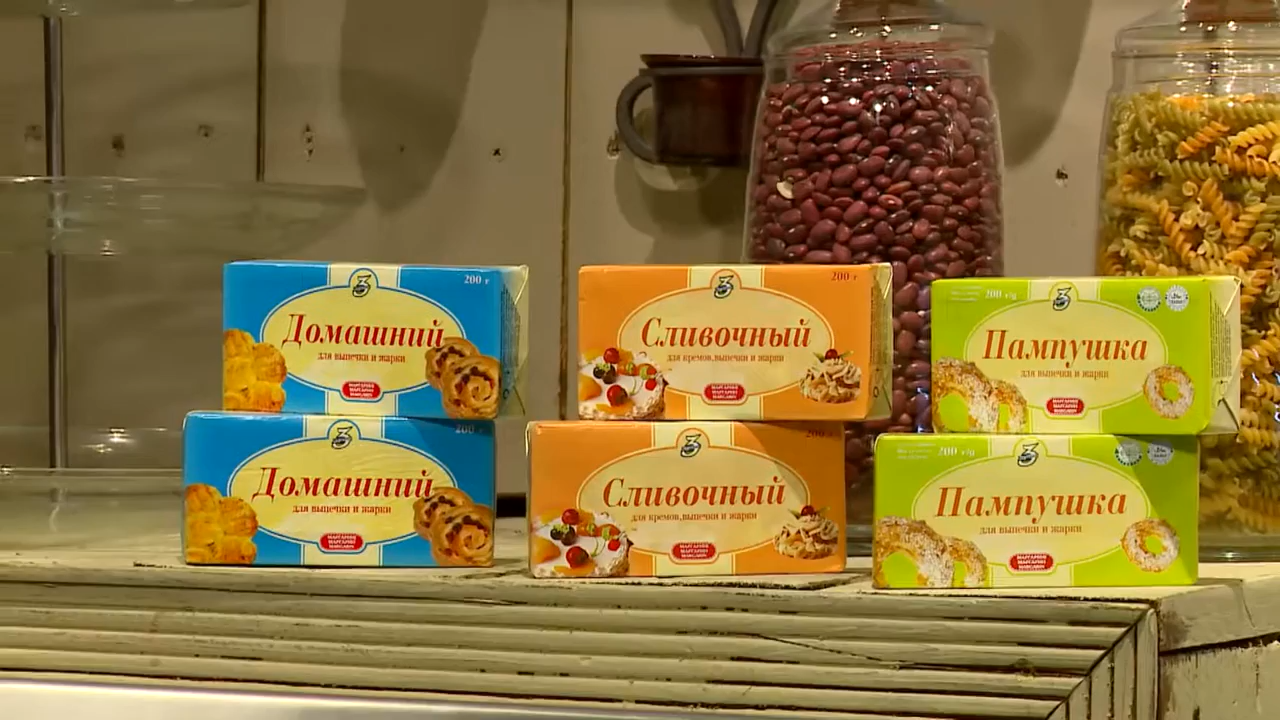 200 г
Домашний
для выпечки и жарки
МАРГАРИН
200 г
Сливочный
для кремов, выпечки и жарки
МАРГАРИН
200 г/g
Пампушка
для выпечки и жарки
МАРГАРИН
200 г
Домашний
для выпечки и жарки
МАРГАРИН
200 г
Сливочный
для кремов, выпечки и жарки
МАРГАРИН
200 г/g
Пампушка
для выпечки и жарки
МАРГАРИН